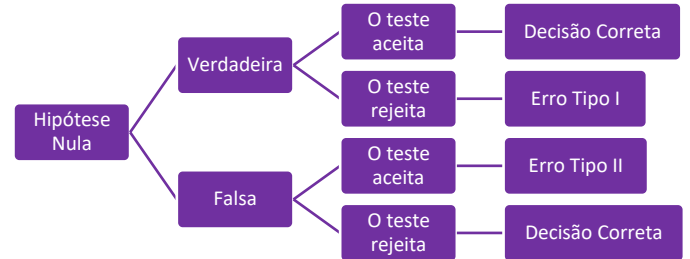 Hipótese
Nula
Verdadeira
O teste
aceita
Decisão Correta
O teste
rejeita
Erro Tipo I
Falsa
O teste
aceita
Erro Tipo II
O teste
rejeita
Decisão Correta